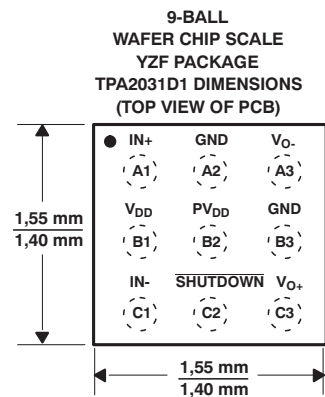 9-BALL
WAFER CHIP SCALE
YZF PACKAGE
TPA2031D1 DIMENSIONS
(TOP VIEW OF PCB)
IN+ GND VO-
A1 A2 A3
VDD PVDD GND
B1 B2 B3
IN- SHUTDOWN VO+
C1 C2 C3
1,55 mm
1,40 mm
1,55 mm
1,40 mm